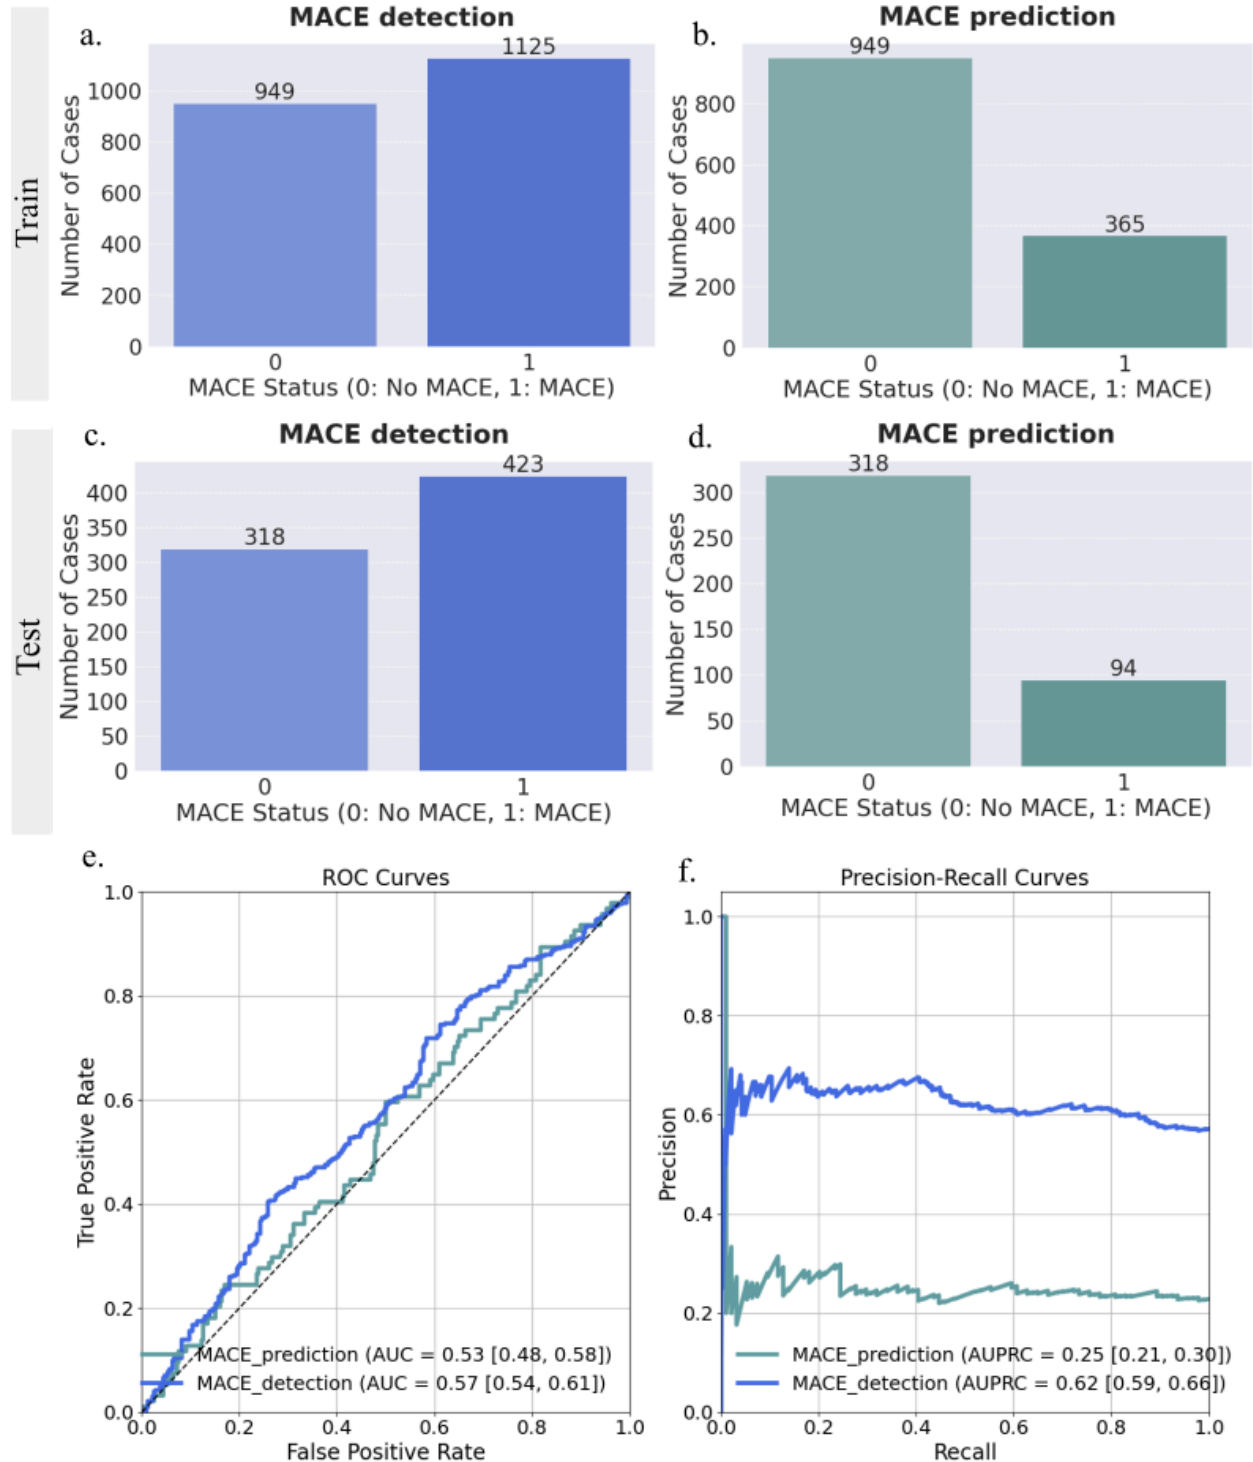 a.
MACE detection
Train
Number of Cases
1000
800
600
400
200
0
949
1125
0
1
MACE Status (0: No MACE, 1: MACE)
b.
MACE prediction
Number of Cases
800
600
400
200
0
949
365
0
1
MACE Status (0: No MACE, 1: MACE)
c.
MACE detection
Test
Number of Cases
400
350
300
250
200
150
100
50
0
318
423
0
1
MACE Status (0: No MACE, 1: MACE)
d.
MACE prediction
Number of Cases
300
250
200
150
100
50
0
318
94
0
1
MACE Status (0: No MACE, 1: MACE)
e.
ROC Curves
True Positive Rate
1.0
0.8
0.6
0.4
0.2
0.0
MACE_prediction (AUC = 0.53 [0.48, 0.58])
MACE_detection (AUC = 0.57 [0.54, 0.61])
0.0 0.2 0.4 0.6 0.8 1.0
False Positive Rate
f.
Precision-Recall Curves
Precision
1.0
0.8
0.6
0.4
0.2
0.0
MACE_prediction (AUPRC = 0.25 [0.21, 0.30])
MACE_detection (AUPRC = 0.62 [0.59, 0.66])
0.0 0.2 0.4 0.6 0.8 1.0
Recall